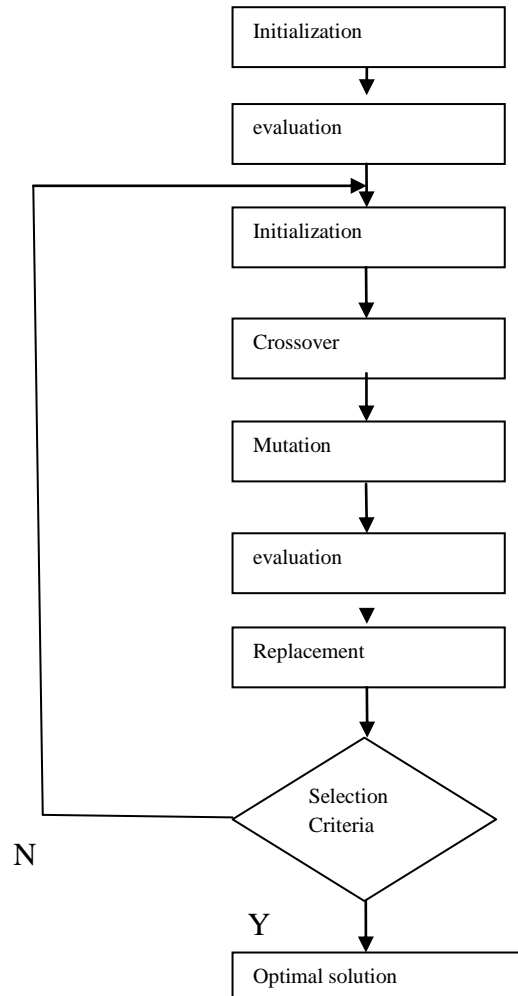 Initialization
evaluation
Initialization
Crossover
Mutation
evaluation
Replacement
Selection
Criteria
N
Y
Optimal solution